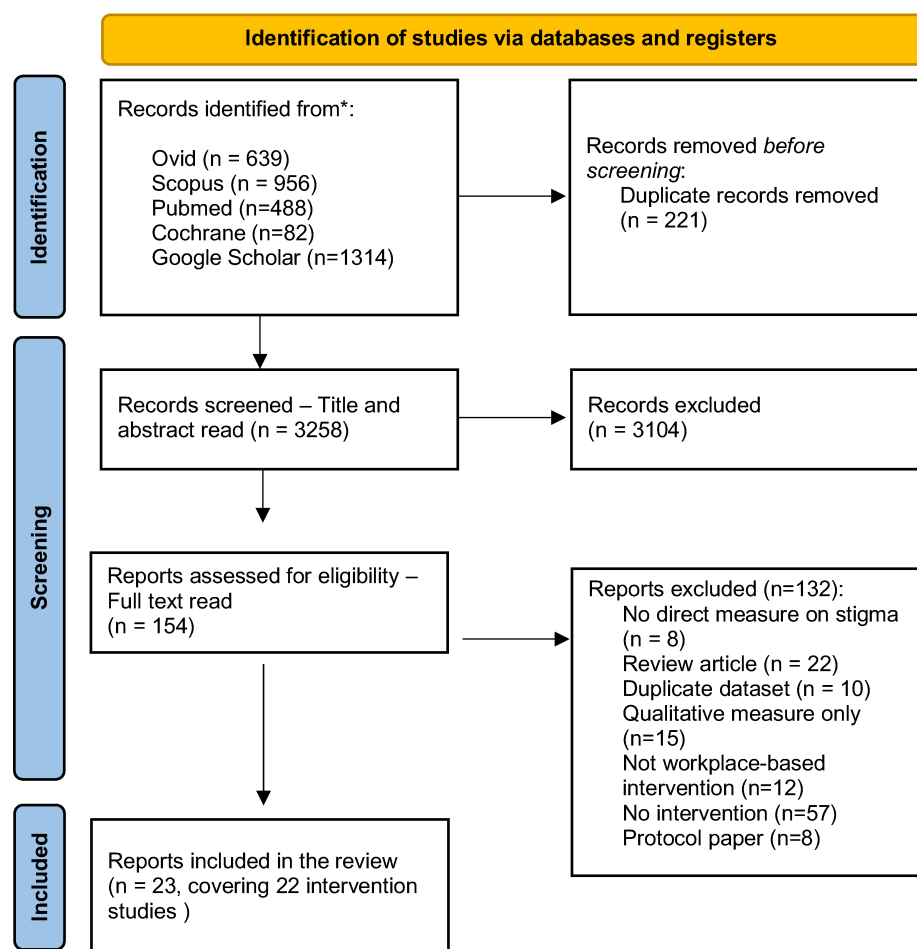 Identification of studies via databases and registers
Identification
Records identified from*:
Ovid (n = 639)
Scopus (n = 956)
Pubmed (n=488)
Cochrane (n=82)
Google Scholar (n=1314)
Records removed before
screening:
Duplicate records removed
(n = 221)
Screening
Records screened – Title and
abstract read (n = 3258)
Records excluded
(n = 3104)
Reports assessed for eligibility –
Full text read
(n = 154)
Reports excluded (n=132):
No direct measure on stigma
(n = 8)
Review article (n = 22)
Duplicate dataset (n = 10)
Qualitative measure only
(n=15)
Not workplace-based
intervention (n=12)
No intervention (n=57)
Protocol paper (n=8)
Included
Reports included in the review
(n = 23, covering 22 intervention
studies )